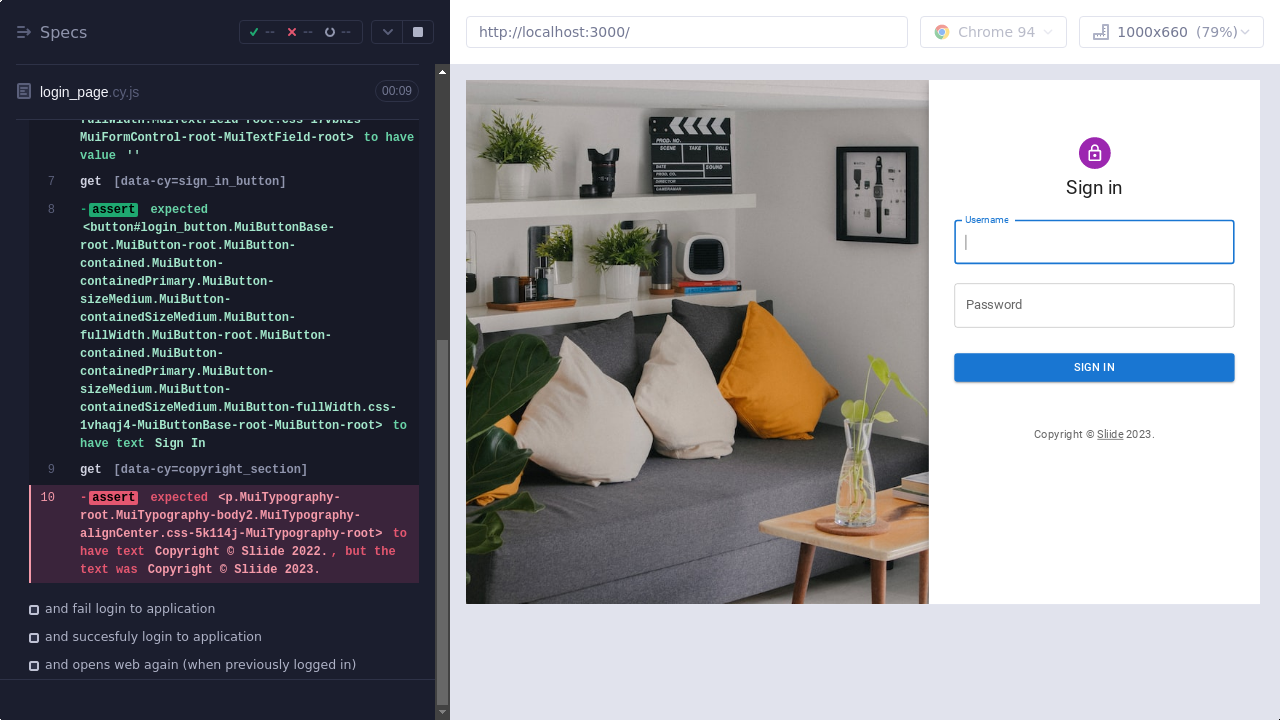 Specs
--
--
--
http://localhost:3000/
Chrome 94
1000x660 (79%)
login_page.cy.js
00:09
fullWidth.MuiTextField-root.css-1tvbkzs-
MuiFormControl-root-MuiTextField-root> to have
value ''
7 get [data-cy=sign_in_button]
8 -assert expected
<button#login_button.MuiButtonBase-
root.MuiButton-root.MuiButton-
contained.MuiButton-
containedPrimary.MuiButton-
sizeMedium.MuiButton-
containedSizeMedium.MuiButton-
fullWidth.MuiButton-root.MuiButton-
contained.MuiButton-
containedPrimary.MuiButton-
sizeMedium.MuiButton-
containedSizeMedium.MuiButton-fullWidth.css-
1vhaqj4-MuiButtonBase-root-MuiButton-root> to
have text Sign In
9 get [data-cy=copyright_section]
10 -assert expected <p.MuiTypography-
root.MuiTypography-body2.MuiTypography-
alignCenter.css-5k114j-MuiTypography-root> to
have text Copyright © Sliide 2022., but the
text was Copyright © Sliide 2023.
and fail login to application
and succesfuly login to application
and opens web again (when previously logged in)
PROD. NO.
SCENE TAKE ROLL
DATE SOUND
PROD. CO.
DIRECTOR
CAMERAMAN
Sign in
Username
Password
SIGN IN
Copyright © Sliide 2023.